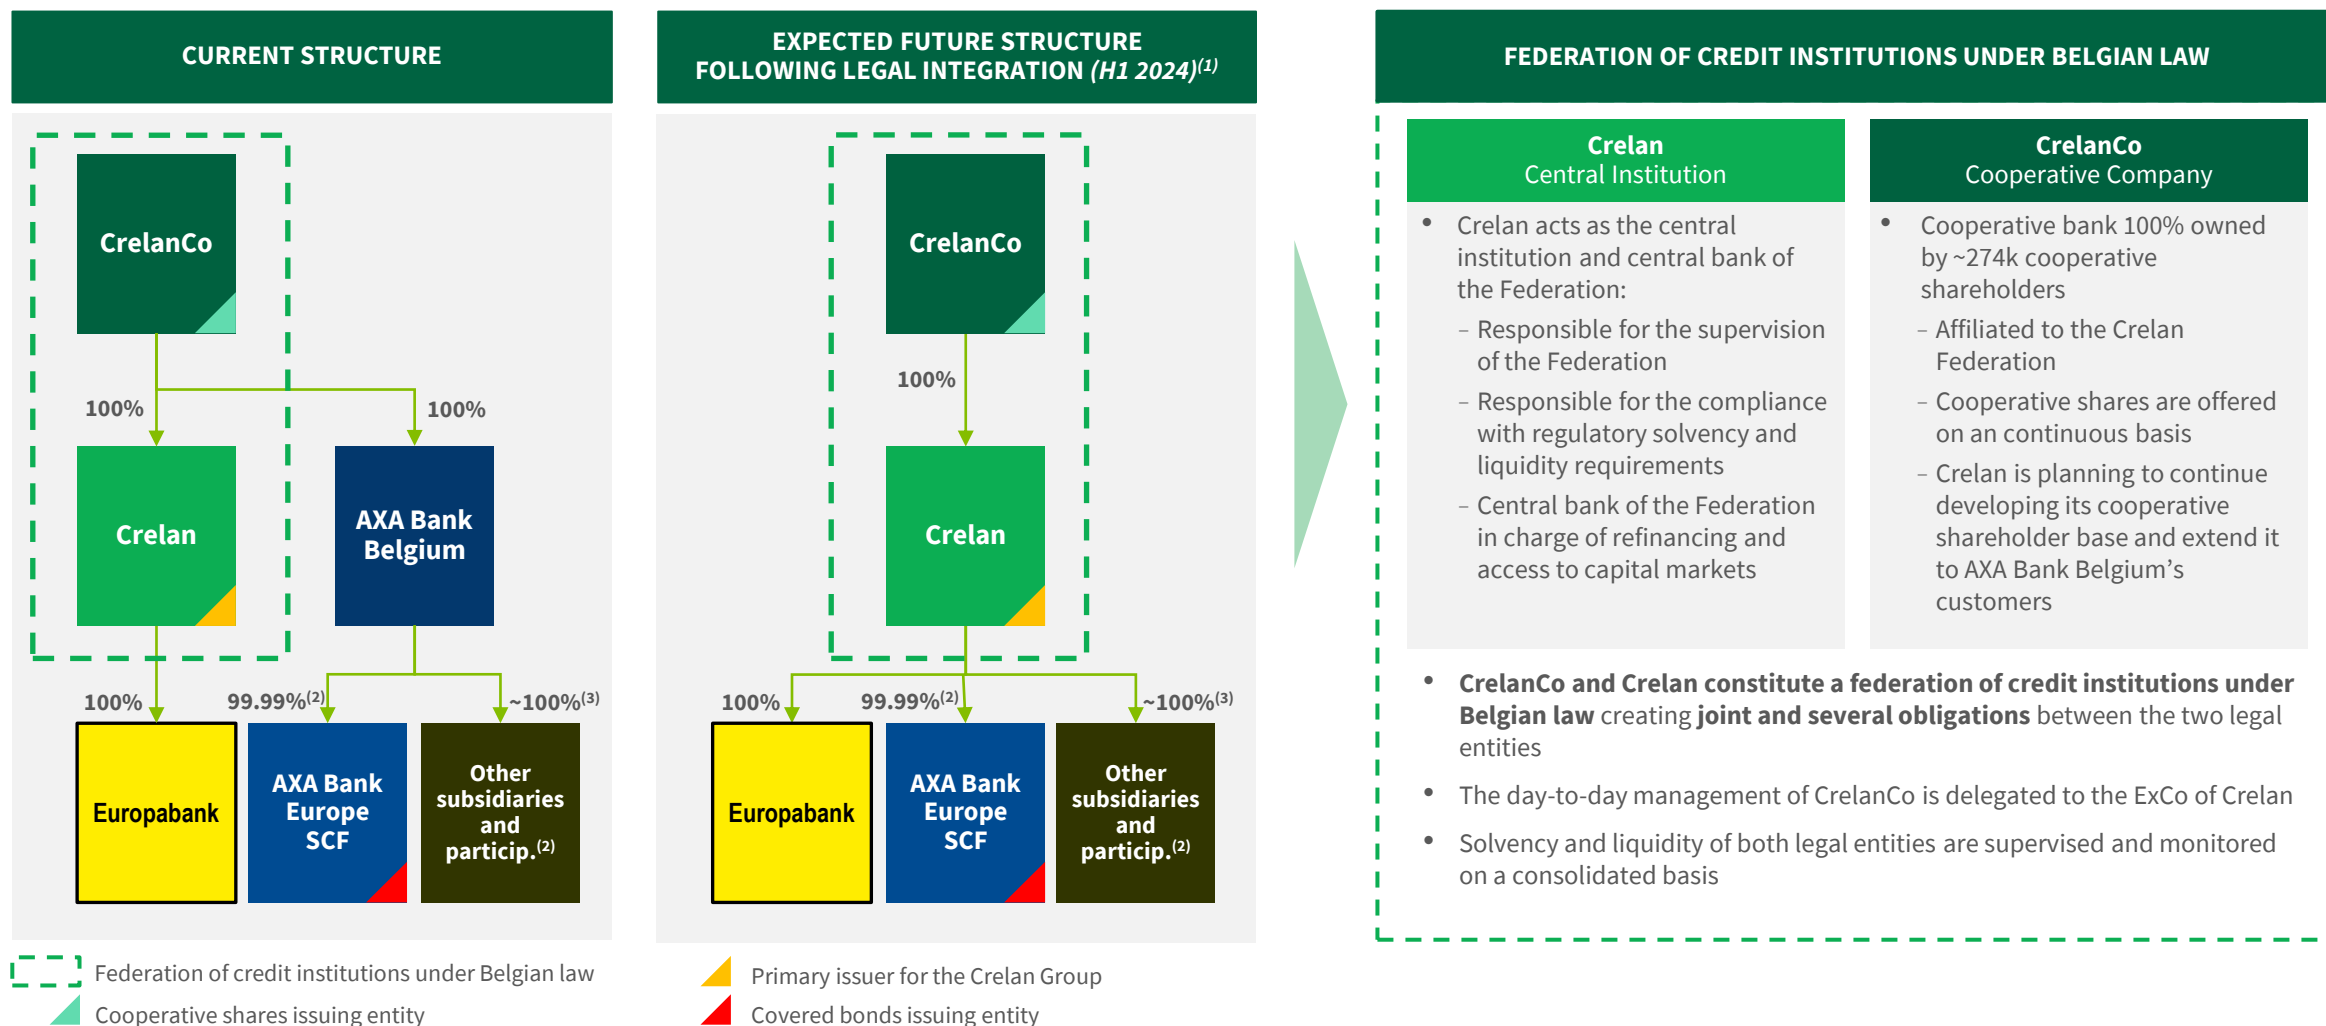 CURRENT STRUCTURE
CrelanCo
100%
100%
Crelan
AXA Bank
Belgium
100%
99.99%(2)
~100%(3)
Europabank
AXA Bank
Europe
SCF
Other
subsidiaries
and
particip.(2)
EXPECTED FUTURE STRUCTURE
FOLLOWING LEGAL INTEGRATION (H1 2024)(1)
CrelanCo
100%
Crelan
100%
99.99%(2)
~100%(3)
Europabank
AXA Bank
Europe
SCF
Other
subsidiaries
and
particip.(2)
FEDERATION OF CREDIT INSTITUTIONS UNDER BELGIAN LAW
Crelan
Central Institution
• Crelan acts as the central
institution and central bank of
the Federation:
– Responsible for the supervision
of the Federation
– Responsible for the compliance
with regulatory solvency and
liquidity requirements
– Central bank of the Federation
in charge of refinancing and
access to capital markets
CrelanCo
Cooperative Company
• Cooperative bank 100% owned
by ~274k cooperative
shareholders
– Affiliated to the Crelan
Federation
– Cooperative shares are offered
on an continuous basis
– Crelan is planning to continue
developing its cooperative
shareholder base and extend it
to AXA Bank Belgium’s
customers
• CrelanCo and Crelan constitute a federation of credit institutions under
Belgian law creating joint and several obligations between the two legal
entities
• The day-to-day management of CrelanCo is delegated to the ExCo of Crelan
• Solvency and liquidity of both legal entities are supervised and monitored
on a consolidated basis
Federation of credit institutions under Belgian law
Cooperative shares issuing entity
Primary issuer for the Crelan Group
Covered bonds issuing entity